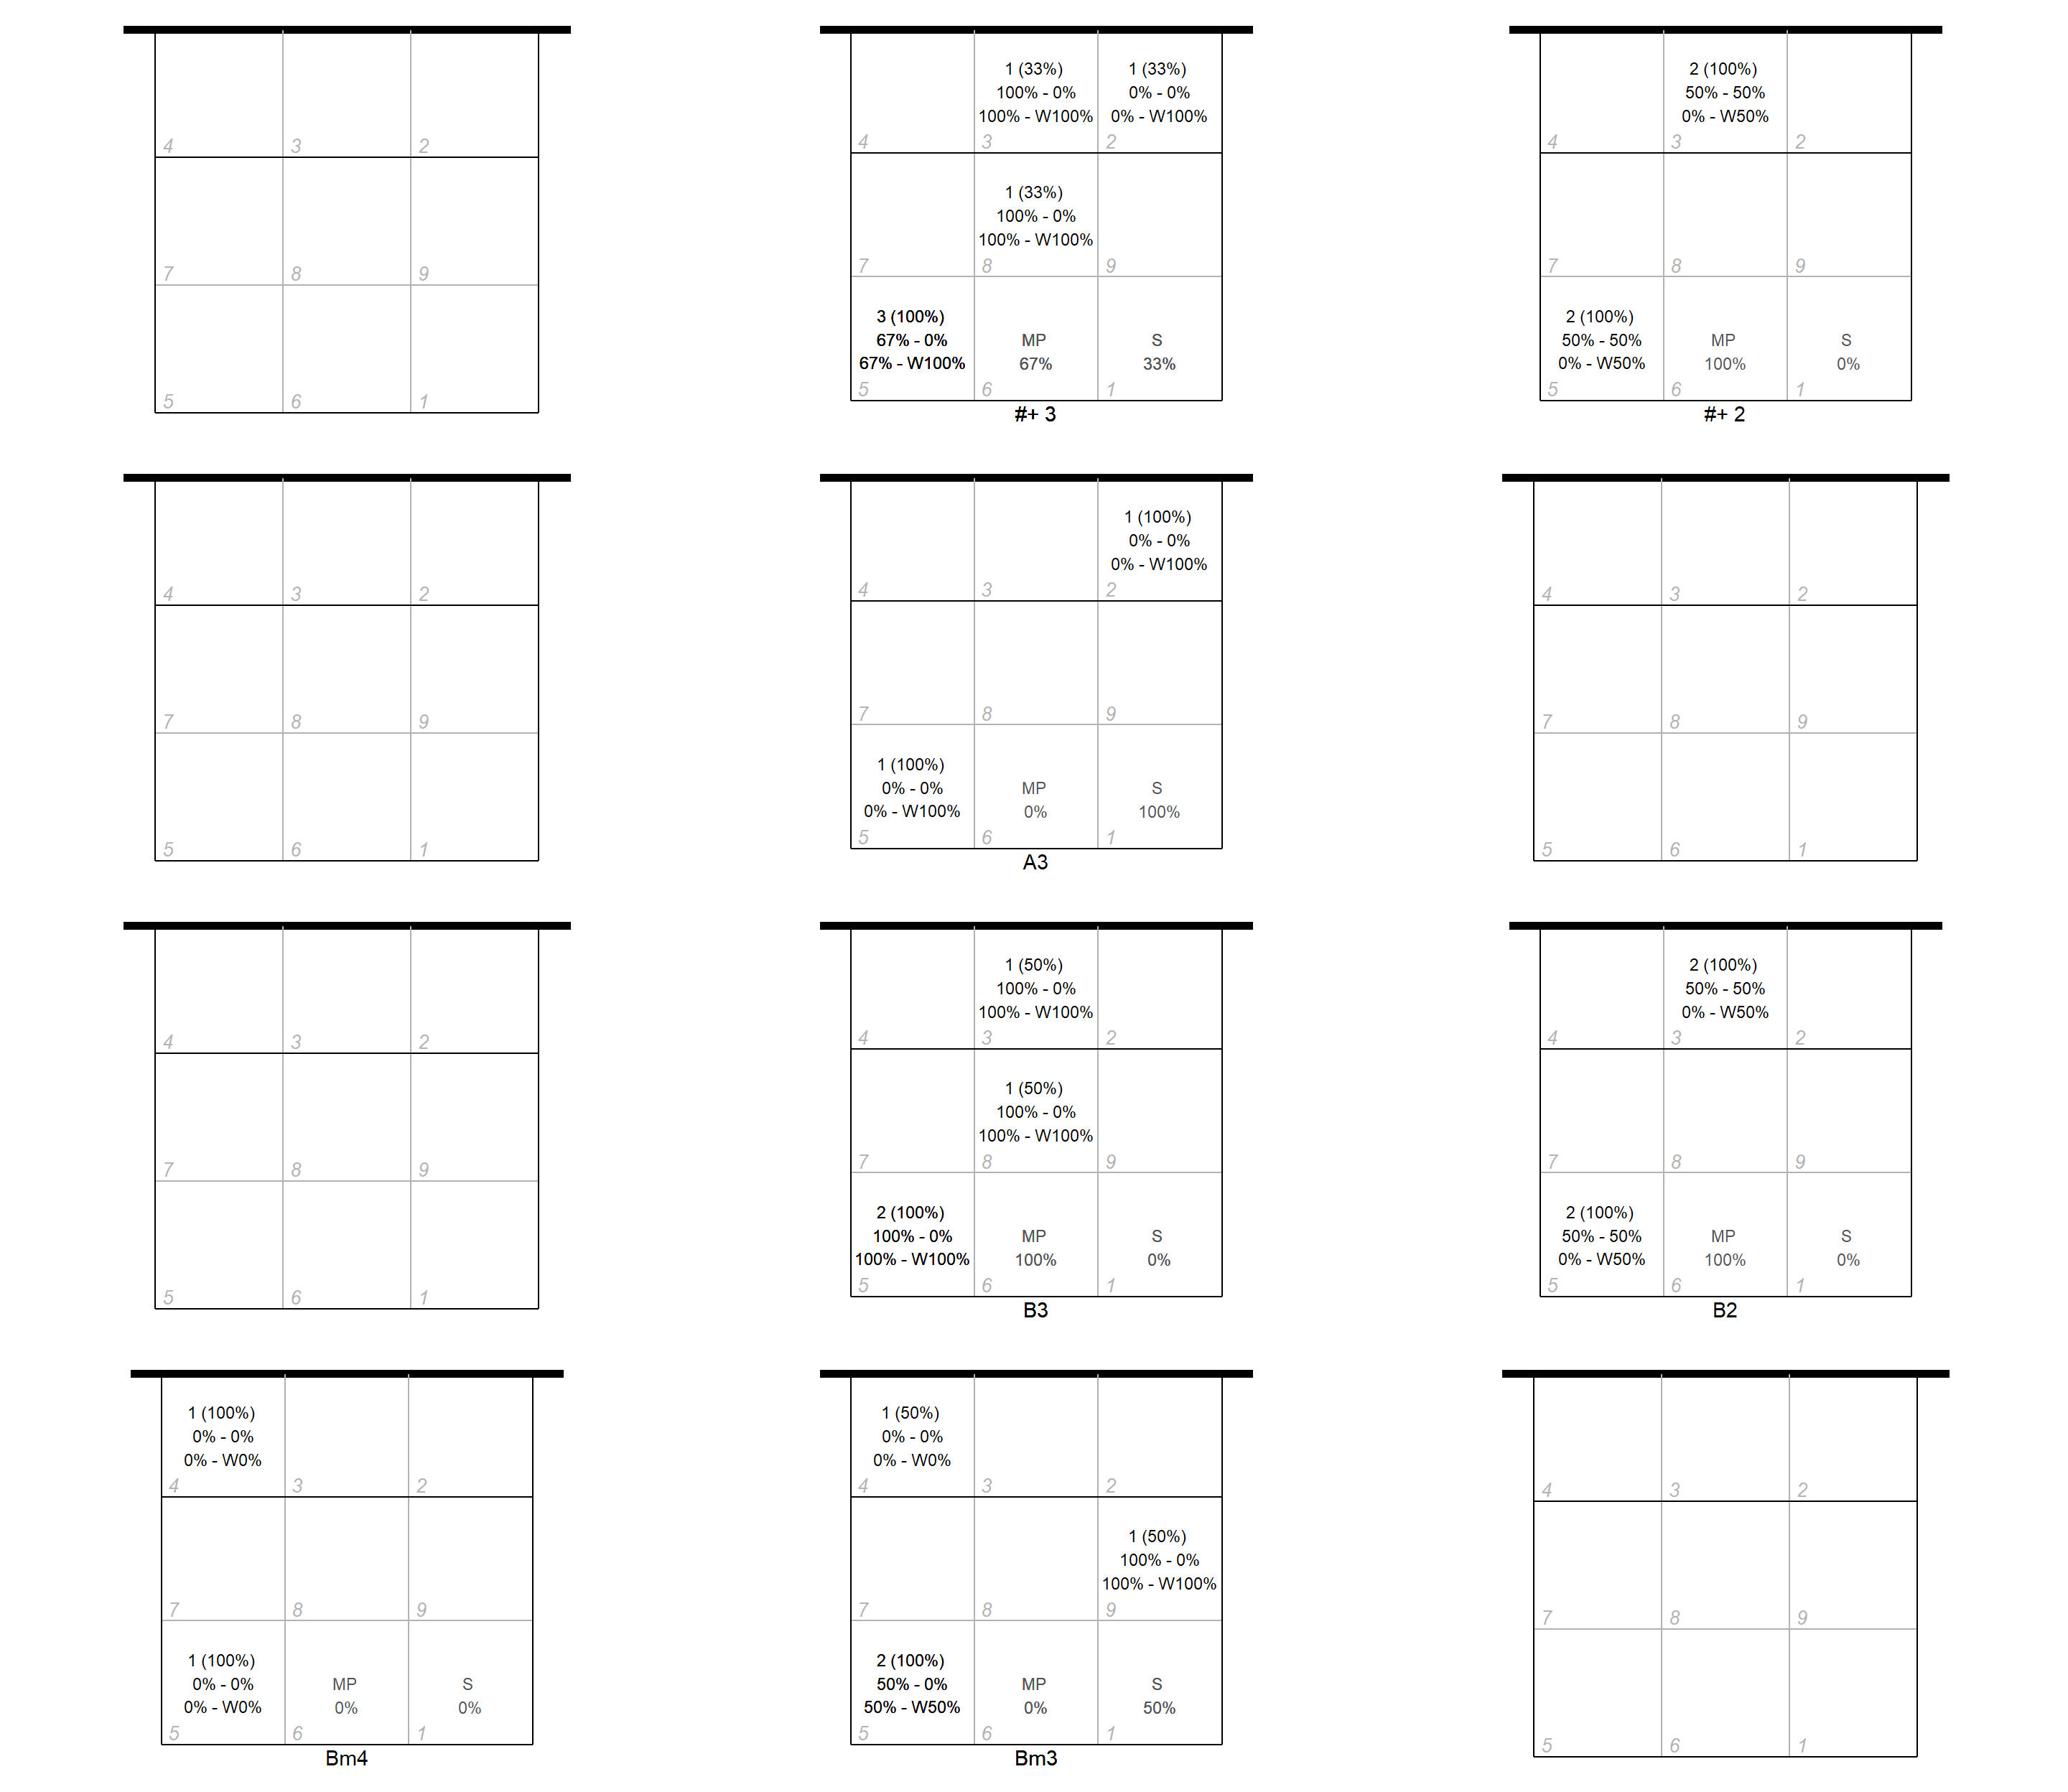 1 (33%) 1 (33%) 2 (100%)
100% - 0% 0% - 0% 50% - 50%
100% - W100% 0% - W100% 0% - W50%
4 3 2 4 3 2 4 3 2
1 (33%)
100% - 0%
100% - W100%
7 8 9 7 8 9 7 8 9
3 (100%) 2 (100%)
67% - 0% MP S 50% - 50% MP S
67% - W100% 67% 33% 0% - W50% 100% 0%
5 6 1 5 6 1 5 6 1
#+ 3 #+ 2
1 (100%)
0% - 0%
0% - W100%
4 3 2 4 3 2 4 3 2
7 8 9 7 8 9 7 8 9
1 (100%)
0% - 0% MP S
0% - W100% 0% 100%
5 6 1 5 6 1 5 6 1
A3
1 (50%) 2 (100%)
100% - 0% 50% - 50%
100% - W100% 0% - W50%
4 3 2 4 3 2 4 3 2
1 (50%)
100% - 0%
100% - W100%
7 8 9 7 8 9 7 8 9
2 (100%) 2 (100%)
100% - 0% MP S 50% - 50% MP S
100% - W100% 100% 0% 0% - W50% 100% 0%
5 6 1 5 6 1 5 6 1
B3 B2
1 (100%) 1 (50%)
0% - 0% 0% - 0%
0% - W0% 0% - W0%
4 3 2 4 3 2 4 3 2
1 (50%)
100% - 0%
100% - W100%
7 8 9 7 8 9 7 8 9
1 (100%) 2 (100%)
0% - 0% MP S 50% - 0% MP S
0% - W0% 0% 0% 50% - W50% 0% 50%
5 6 1 5 6 1 5 6 1
Bm4 Bm3